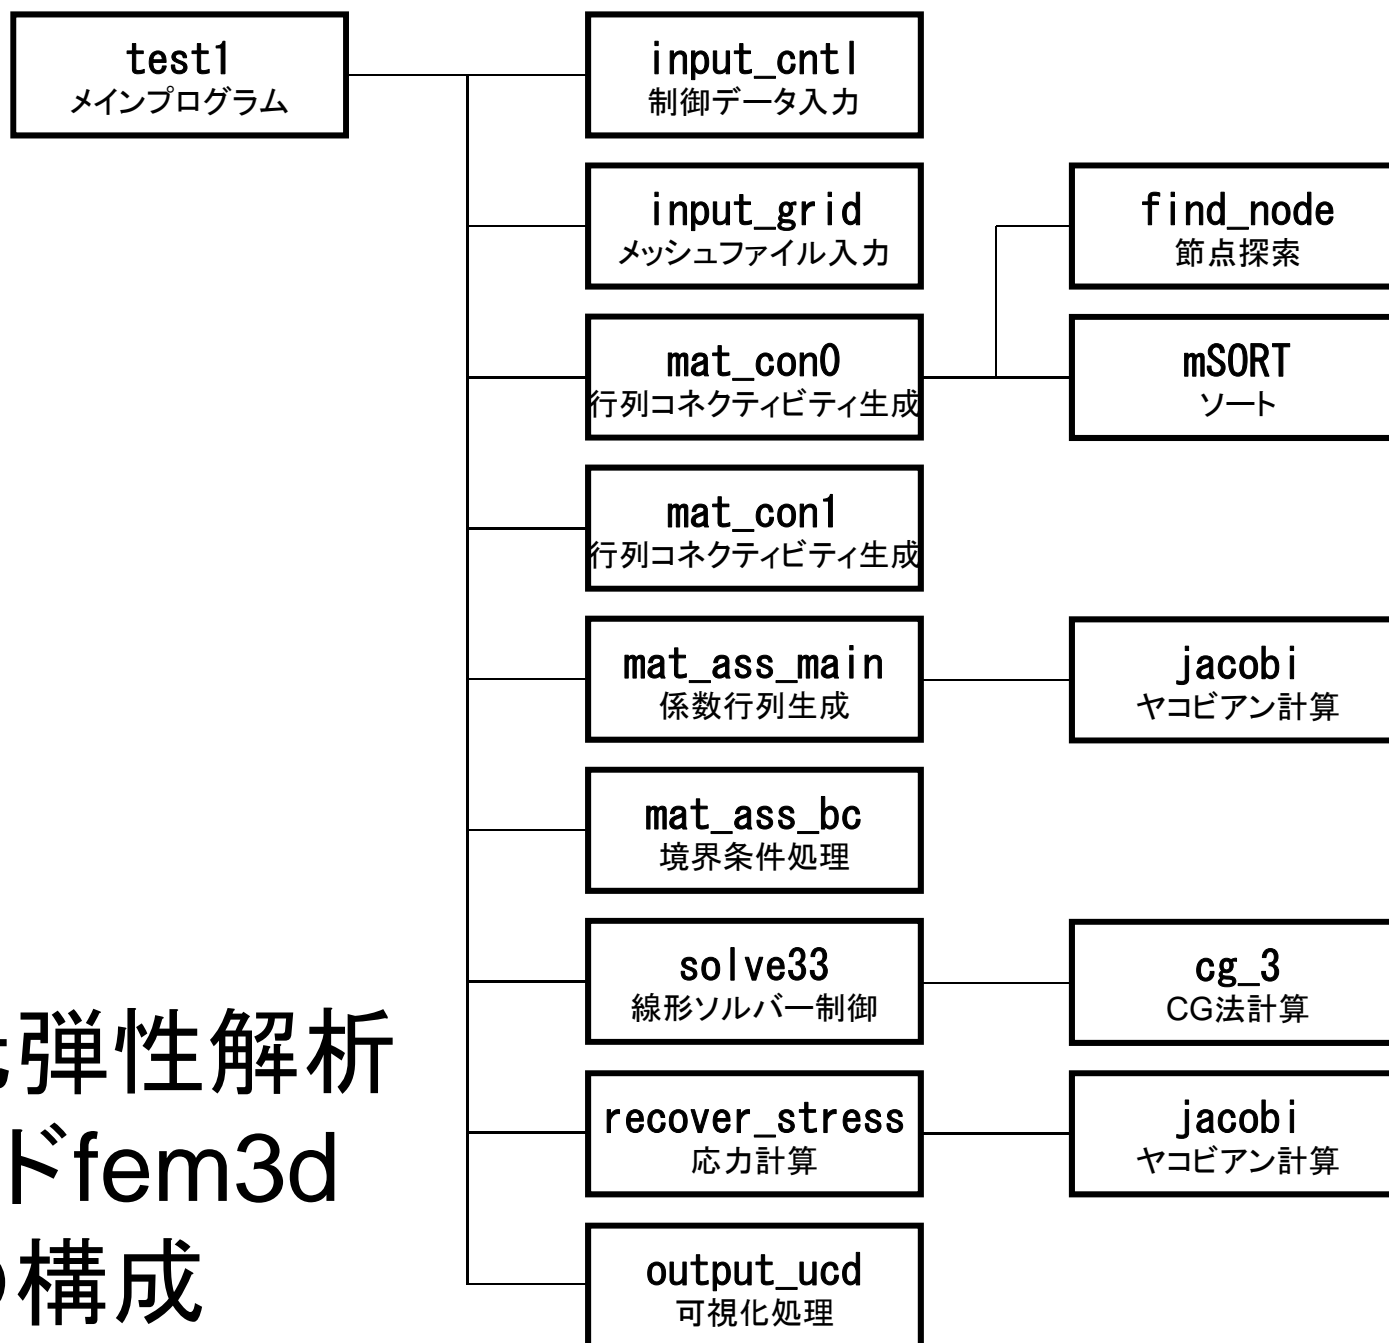 test1
メインプログラム
input_cntl
制御データ入力
input_grid
メッシュファイル入力
find_node
節点探索
mat_con0
行列コネクティビティ生成
mSORT
ソート
mat_con1
行列コネクティビティ生成
mat_ass_main
係数行列生成
jacobi
ヤコビアン計算
mat_ass_bc
境界条件処理
solve33
線形ソルバー制御
cg_3
CG法計算
recover_stress
応力計算
jacobi
ヤコビアン計算
output_ucd
可視化処理
弾性解析
ドfem3d
構成